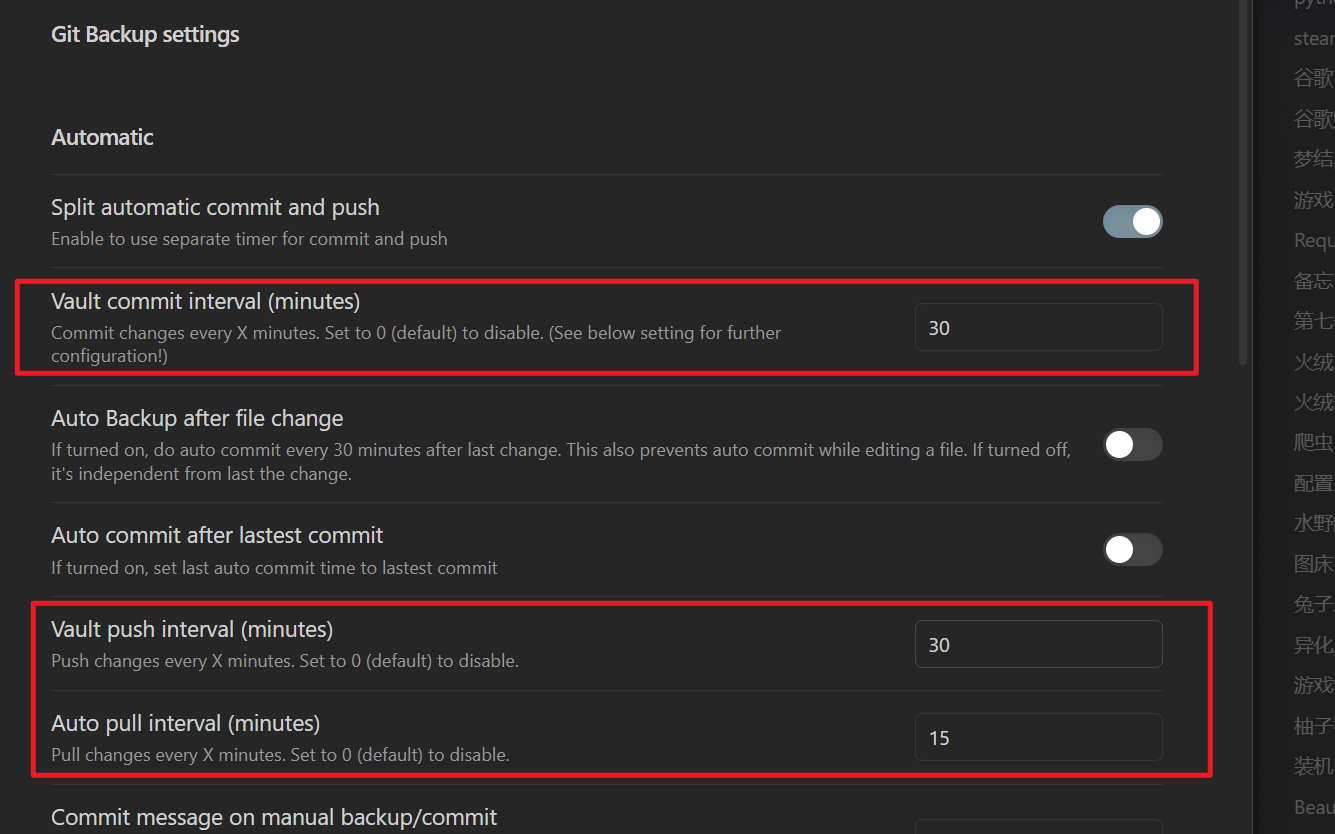 Git Backup settings
Automatic
Split automatic commit and push
Enable to use separate timer for commit and push
Vault commit interval (minutes)
Commit changes every X minutes. Set to 0 (default) to disable. (See below setting for further
configuration!)
30
Auto Backup after file change
If turned on, do auto commit every 30 minutes after last change. This also prevents auto commit while editing a file. If turned off,
it's independent from last the change.
Auto commit after lastest commit
If turned on, set last auto commit time to lastest commit
Vault push interval (minutes)
Push changes every X minutes. Set to 0 (default) to disable.
30
Auto pull interval (minutes)
Pull changes every X minutes. Set to 0 (default) to disable.
15
Commit message on manual backup/commit
谷歌
谷歌
梦结
游戏
Requ
备忘
第七
火绒
火绒
爬虫
配置
水野
图床
兔子
异化
游戏
柚子
装机
Beau